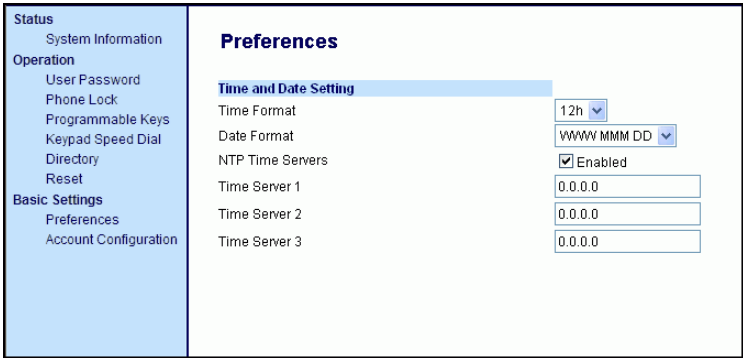 Status
System Information
Operation
User Password
Phone Lock
Programmable Keys
Keypad Speed Dial
Directory
Reset
Basic Settings
Preferences
Account Configuration
Preferences
Time and Date Setting
Time Format 12h
Date Format WWW MMM DD
NTP Time Servers Enabled
Time Server 1 0.0.0.0
Time Server 2 0.0.0.0
Time Server 3 0.0.0.0